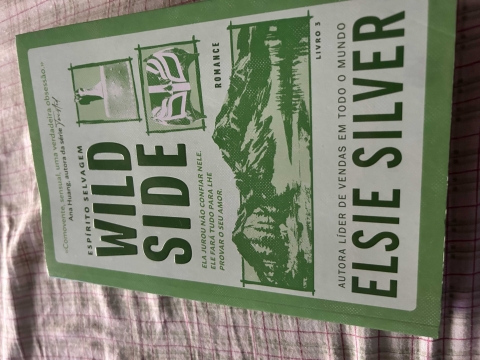 «Comovente, sensual, uma verdadeira obsessão.»
Ana Huang, autora da série Twisted
ESPÍRITO SELVAGEM
WILD
SIDE
ROMANCE
ELA JUROU NÃO CONFIAR NELE.
ELE FARÁ TUDO PARA LHE
PROVAR O SEU AMOR.
LIVRO 3
AUTORA LÍDER DE VENDAS EM TODO O MUNDO
ELSIE SILVER